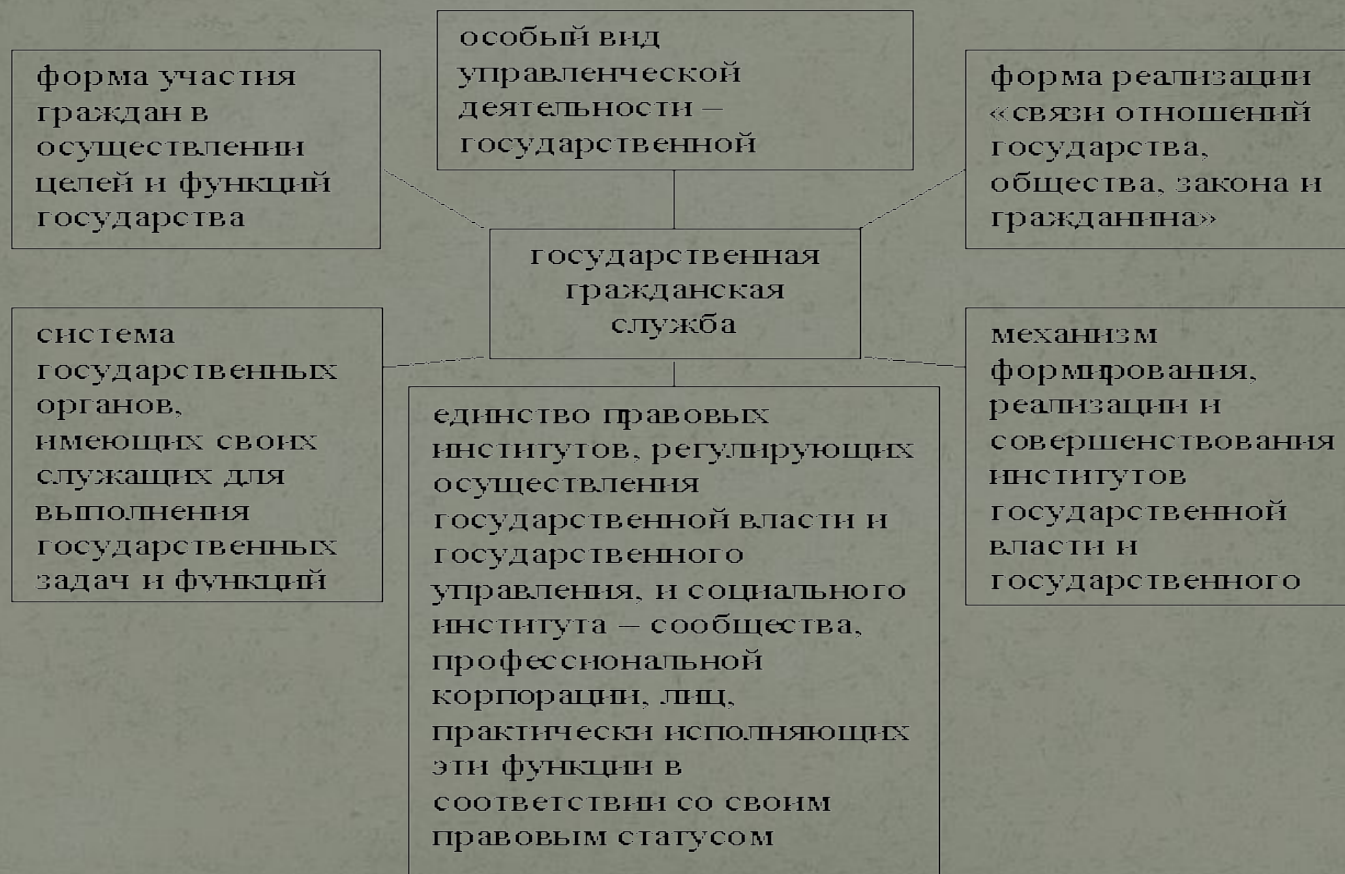 особый вид
управленческой
деятельности –
государственной
форма участия
граждан в
осуществлении
целей и функций
государства
форма реализации
«связи отношений
государства,
общества, закона и
гражданина»
государственная
гражданская
служба
система
государственных
органов,
имеющих своих
служащих для
выполнения
государственных
задач и функций
единство правовых
институтов, регулирующих
осуществления
государственной власти и
государственного
управления, и социального
института – сообщества,
профессиональной
корпорации, лиц,
практически исполняющих
эти функции в
соответствии со своим
правовым статусом
механизм
формирования,
реализации и
совершенствования
институтов
государственной
власти и
государственного